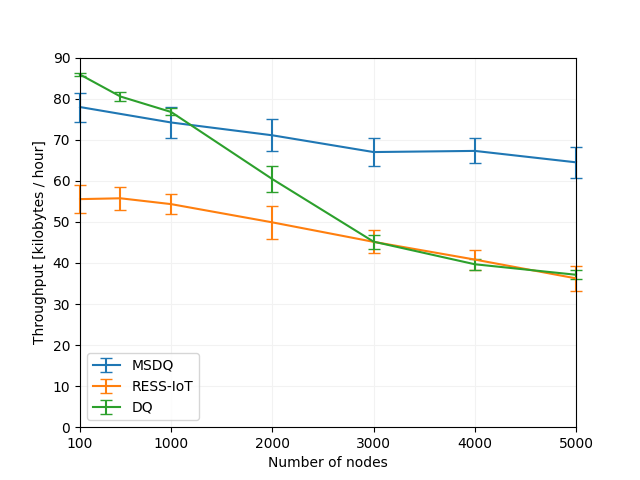 90
80
70
60
50
40
30
20
10
0
Throughput [kilobytes / hour]
MSDQ
RESS-IoT
DQ
100 1000 2000 3000 4000 5000
Number of nodes